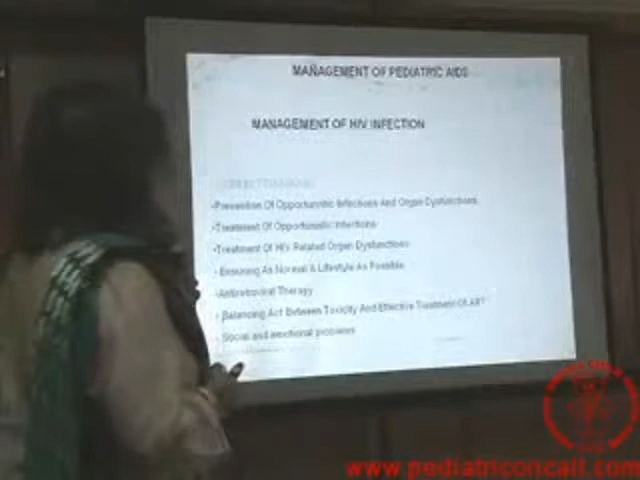 MANAGEMENT OF PEDIATRIC AIDS
MANAGEMENT OF HIV INFECTION
•Prevention Of Opportunistic Infections And Organ Dysfunctions
•Treatment Of Opportunistic Infections
•Treatment Of HIV Related Organ Dysfunctions
• Ensuring As Normal A Lifestyle As Possible
•Antiretroviral Therapy
• Balancing Act Between Toxicity And Effective Treatment Of ART
• Social and emotional problems
www.pediatriconcall.com